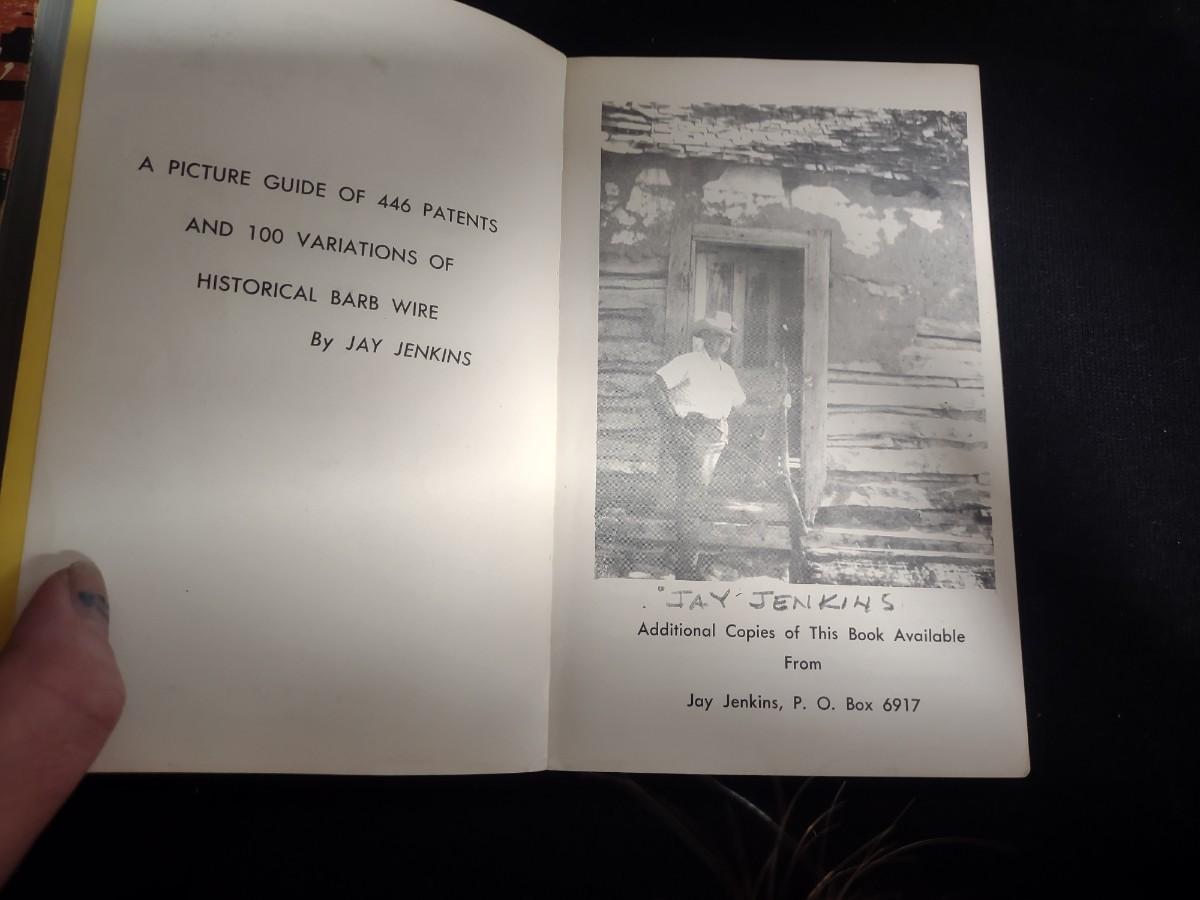 A PICTURE GUIDE OF 446 PATENTS
AND 100 VARIATIONS OF
HISTORICAL BARB WIRE
By JAY JENKINS
"JAY" JENKINS
Additional Copies of This Book Available
From
Jay Jenkins, P. O. Box 6917